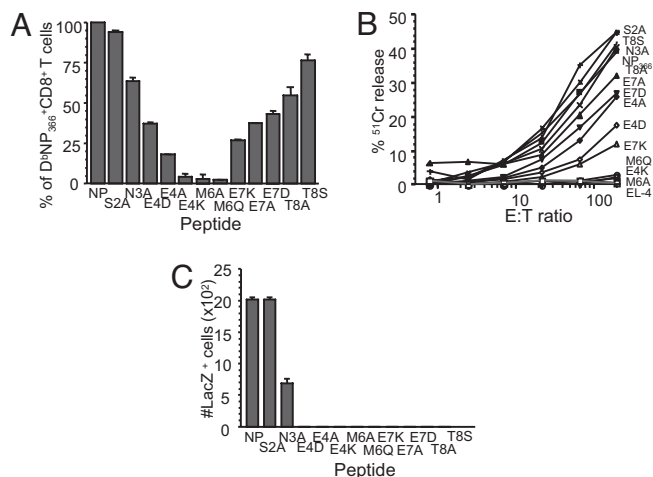 A
% of DᵇNP₃₆₆⁺CD8⁺ T cells
100
75
50
25
0
NP S2A N3A E4D E4A E4K M6A M6Q E7K E7A E7D T8A T8S
Peptide
B
% ⁵¹Cr release
50
40
30
20
10
0
1 10 100
E:T ratio
S2A
T8S
N3A
NP₃₆₆
T8A
E7A
E7D
E4A
E4D
E7K
M6Q
E4K
M6A
EL-4
C
#LacZ⁺ cells (x10²)
25
20
15
10
5
0
NP S2A N3A E4D E4A E4K M6A M6Q E7K E7A E7D T8A T8S
Peptide